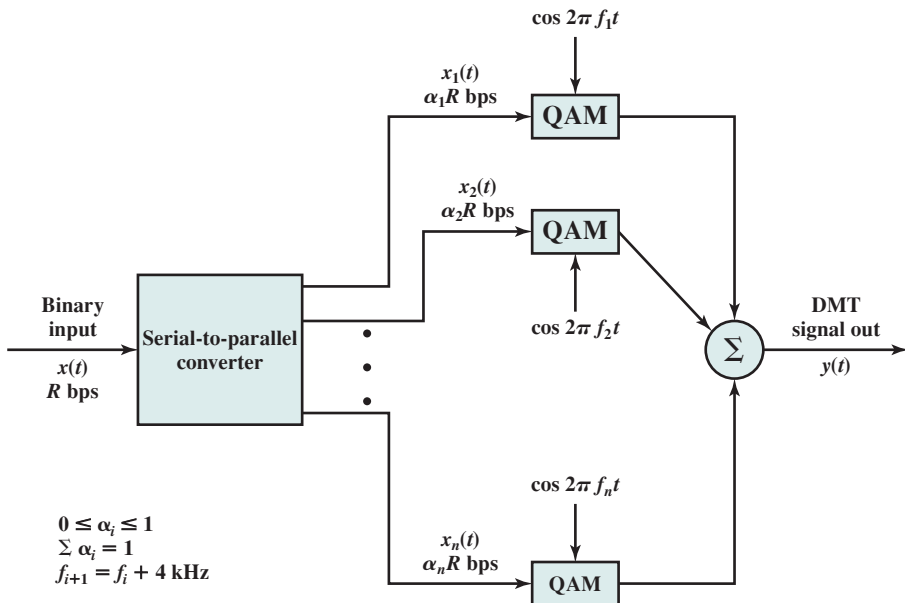 cos 2π f₁t
x₁(t)
α₁R bps
QAM
x₂(t)
α₂R bps
QAM
cos 2π f₂t
Binary
input
x(t)
R bps
Serial-to-parallel
converter
Σ
DMT
signal out
y(t)
cos 2π fₙt
xₙ(t)
αₙR bps
QAM
0 ≤ αᵢ ≤ 1
Σ αᵢ = 1
fᵢ₊₁ = fᵢ + 4 kHz